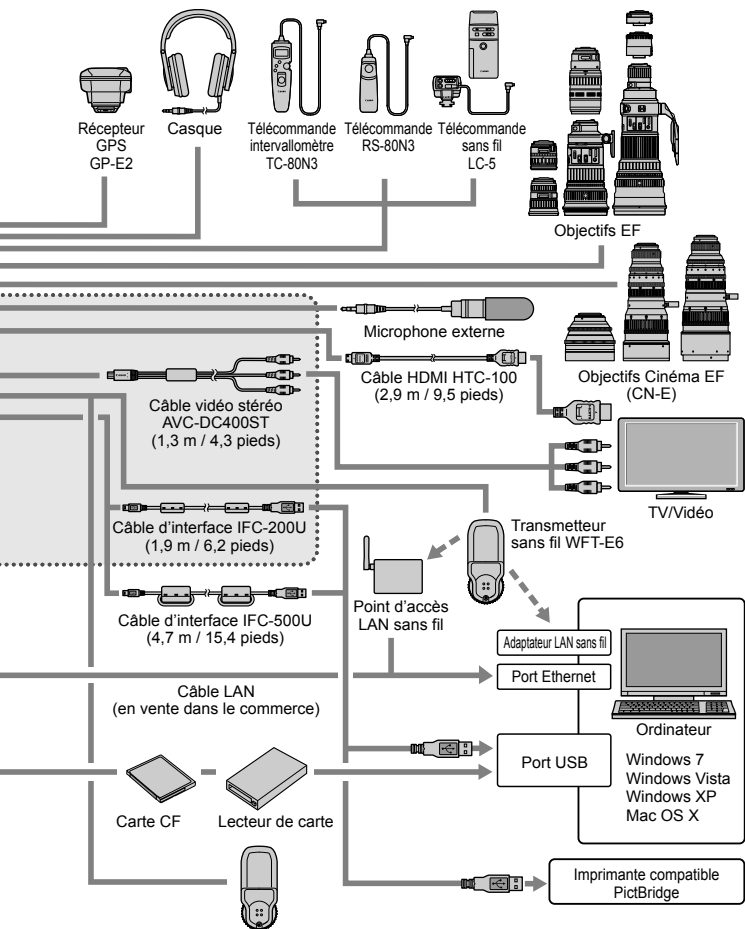 Récepteur
GPS
GP-E2
Casque
Télécommande
intervallomètre
TC-80N3
Télécommande
RS-80N3
Télécommande
sans fil
LC-5
Objectifs EF
Microphone externe
Câble HDMI HTC-100
(2,9 m / 9,5 pieds)
Objectifs Cinéma EF
(CN-E)
Câble vidéo stéréo
AVC-DC400ST
(1,3 m / 4,3 pieds)
TV/Vidéo
Câble d’interface IFC-200U
(1,9 m / 6,2 pieds)
Transmetteur
sans fil WFT-E6
Câble d’interface IFC-500U
(4,7 m / 15,4 pieds)
Point d’accès
LAN sans fil
Adaptateur LAN sans fil
Port Ethernet
Câble LAN
(en vente dans le commerce)
Ordinateur
Port USB
Windows 7
Windows Vista
Windows XP
Mac OS X
Carte CF
Lecteur de carte
Imprimante compatible
PictBridge